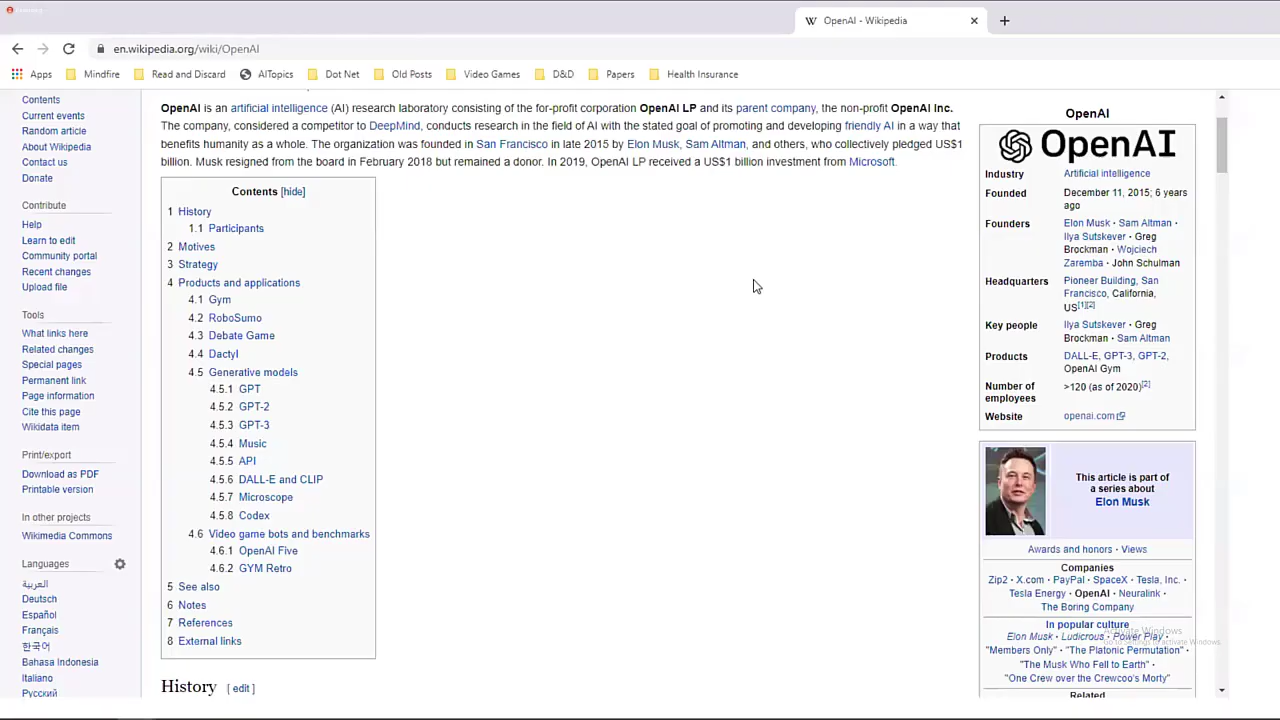 OpenAI - Wikipedia
en.wikipedia.org/wiki/OpenAI
Apps Mindfire Read and Discard AITopics Dot Net Old Posts Video Games D&D Papers Health Insurance
Contents
Current events
Random article
About Wikipedia
Contact us
Donate
Contribute
Help
Learn to edit
Community portal
Recent changes
Upload file
Tools
What links here
Related changes
Special pages
Permanent link
Page information
Cite this page
Wikidata item
Print/export
Download as PDF
Printable version
In other projects
Wikimedia Commons
Languages
العربية
Deutsch
Español
Français
한국어
Bahasa Indonesia
Italiano
Русский
OpenAI is an artificial intelligence (AI) research laboratory consisting of the for-profit corporation OpenAI LP and its parent company, the non-profit OpenAI Inc.
The company, considered a competitor to DeepMind, conducts research in the field of AI with the stated goal of promoting and developing friendly AI in a way that
benefits humanity as a whole. The organization was founded in San Francisco in late 2015 by Elon Musk, Sam Altman, and others, who collectively pledged US$1
billion. Musk resigned from the board in February 2018 but remained a donor. In 2019, OpenAI LP received a US$1 billion investment from Microsoft.
Contents [hide]
1 History
1.1 Participants
2 Motives
3 Strategy
4 Products and applications
4.1 Gym
4.2 RoboSumo
4.3 Debate Game
4.4 Dactyl
4.5 Generative models
4.5.1 GPT
4.5.2 GPT-2
4.5.3 GPT-3
4.5.4 Music
4.5.5 API
4.5.6 DALL-E and CLIP
4.5.7 Microscope
4.5.8 Codex
4.6 Video game bots and benchmarks
4.6.1 OpenAI Five
4.6.2 GYM Retro
5 See also
6 Notes
7 References
8 External links
History [ edit ]
OpenAI
OpenAI
Industry Artificial intelligence
Founded December 11, 2015; 6 years
ago
Founders Elon Musk · Sam Altman ·
Ilya Sutskever · Greg
Brockman · Wojciech
Zaremba · John Schulman
Headquarters Pioneer Building, San
Francisco, California,
US[1][2]
Key people Ilya Sutskever · Greg
Brockman · Sam Altman
Products DALL-E, GPT-3, GPT-2,
OpenAI Gym
Number of employees >120 (as of 2020)[2]
Website openai.com
This article is part of
a series about
Elon Musk
Awards and honors · Views
Companies
Zip2 · X.com · PayPal · SpaceX · Tesla, Inc. ·
Tesla Energy · OpenAI · Neuralink ·
The Boring Company
In popular culture
Elon Musk · Ludicrous · Power Play ·
"Members Only" · "The Platonic Permutation" ·
"The Musk Who Fell to Earth" ·
"One Crew over the Crewcoo's Morty"
Related
Activate Windows
Go to Settings to activate Windows.